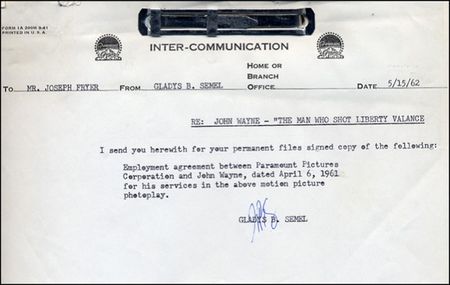 FORM 1A 200M 9-61
PRINTED IN U.S.A.
INTER-COMMUNICATION
TO MR. JOSEPH FRYER FROM GLADYS B. SEMEL HOME OR BRANCH OFFICE DATE 5/15/62
RE: JOHN WAYNE - "THE MAN WHO SHOT LIBERTY VALANCE
I send you herewith for your permanent files signed copy of the following:
Employment agreement between Paramount Pictures
Corporation and John Wayne, dated April 6, 1961
for his services in the above motion picture
photoplay.
GLADYS B. SEMEL